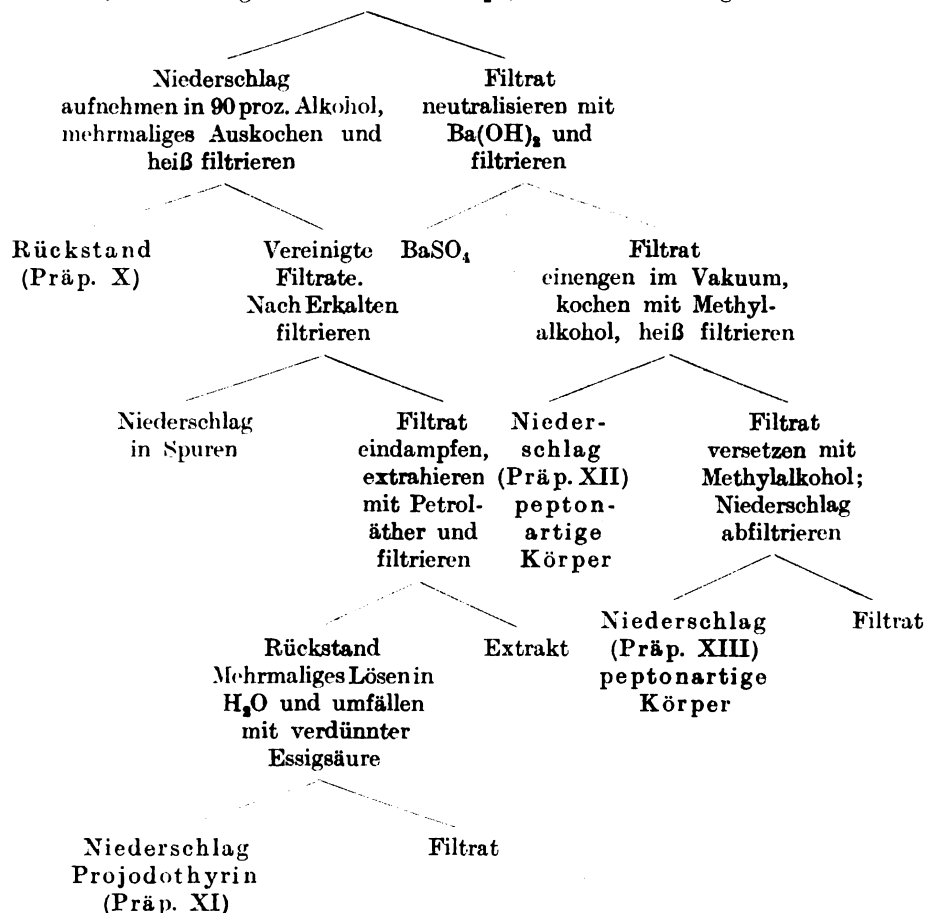 Niederschlag
aufnehmen in 90 proz. Alkohol,
mehrmaliges Auskochen und
heiß filtrieren
Filtrat
neutralisieren mit
Ba(OH)₂ und
filtrieren
Rückstand
(Präp. X)
Vereinigte
Filtrate.
Nach Erkalten
filtrieren
BaSO₄
Filtrat
einengen im Vakuum,
kochen mit Methyl-
alkohol, heiß filtrieren
Niederschlag
in Spuren
Filtrat
eindampfen,
extrahieren
mit Petrol-
äther und
filtrieren
Nieder-
schlag
(Präp. XII)
pepton-
artige
Körper
Filtrat
versetzen mit
Methylalkohol;
Niederschlag
abfiltrieren
Rückstand
Mehrmaliges Lösen in
H₂O und umfällen
mit verdünnter
Essigsäure
Extrakt
Niederschlag
(Präp. XIII)
peptonartige
Körper
Filtrat
Niederschlag
Projodothyrin
(Präp. XI)
Filtrat